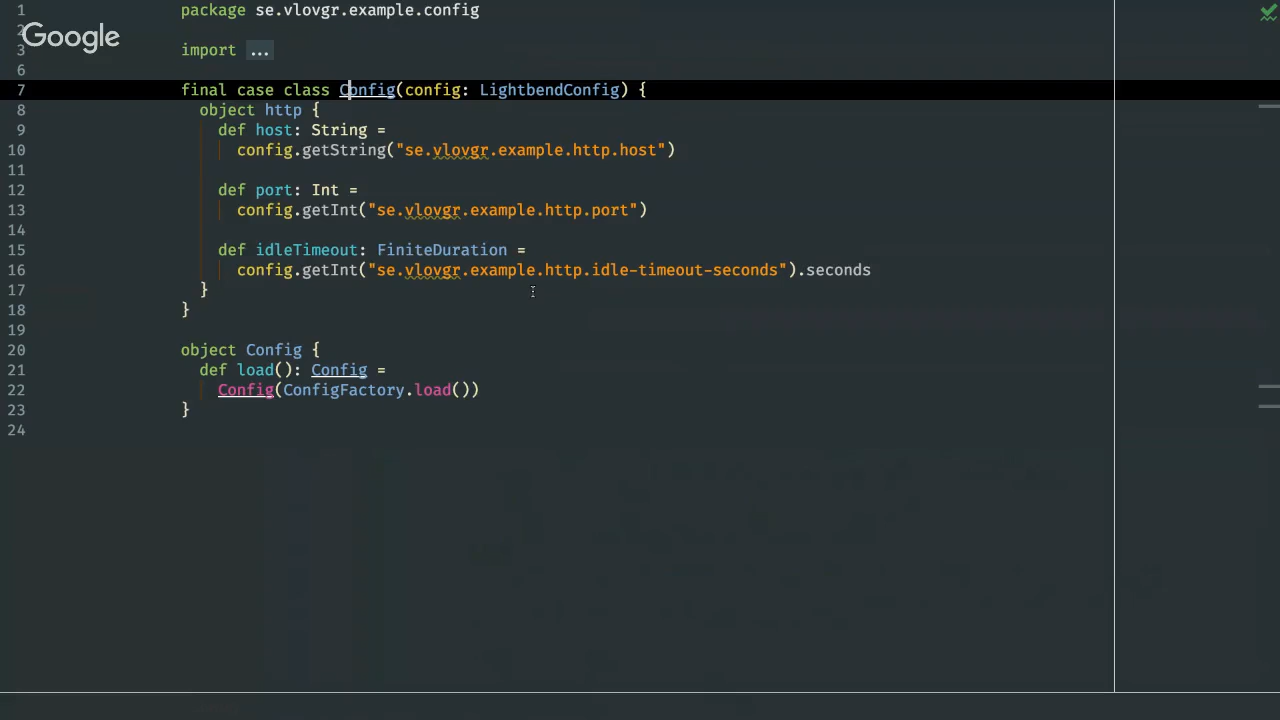 Google
1 package se.vlovgr.example.config
2
3 import ...
6
7 final case class Config(config: LightbendConfig) {
8 object http {
9 def host: String =
10 config.getString("se.vlovgr.example.http.host")
11
12 def port: Int =
13 config.getInt("se.vlovgr.example.http.port")
14
15 def idleTimeout: FiniteDuration =
16 config.getInt("se.vlovgr.example.http.idle-timeout-seconds").seconds
17 }
18 }
19
20 object Config {
21 def load(): Config =
22 Config(ConfigFactory.load())
23 }
24